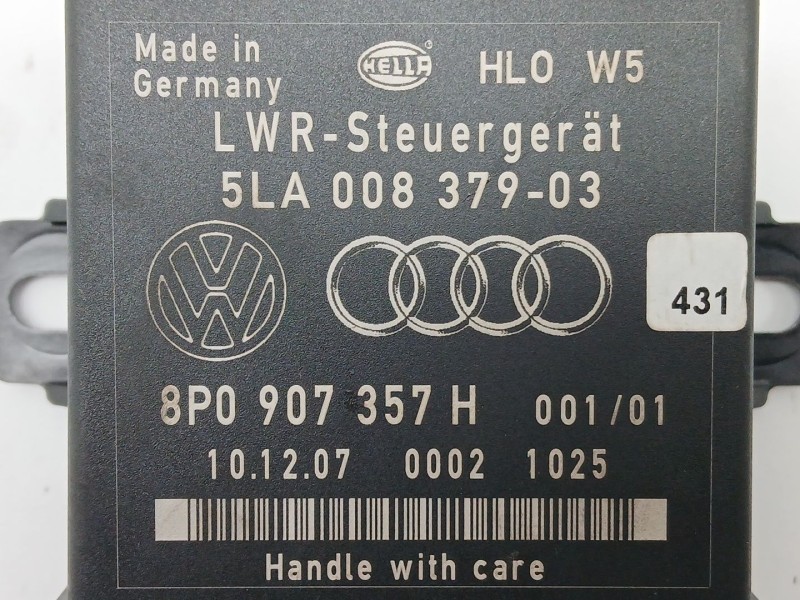 Made in
Germany
HELLA ® HLO W5
LWR-Steuergerät
5LA 008 379-03
431
8P0 907 357 H 001/01
10.12.07 0002 1025
Handle with care